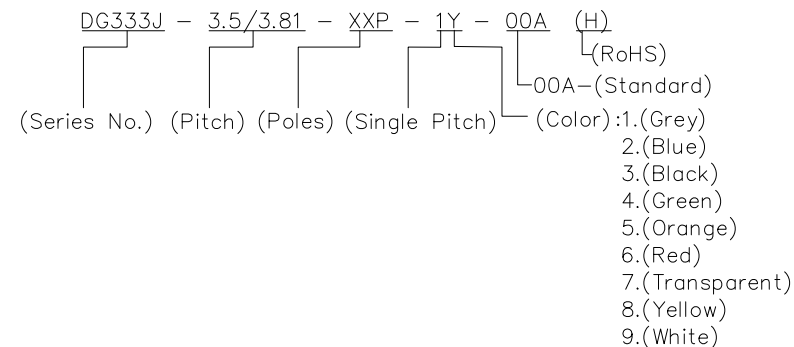 DG333J - 3.5/3.81 - XXP - 1Y - 00A (H)
(RoHS)
00A-(Standard)
(Series No.) (Pitch) (Poles) (Single Pitch) (Color):1.(Grey)
2.(Blue)
3.(Black)
4.(Green)
5.(Orange)
6.(Red)
7.(Transparent)
8.(Yellow)
9.(White)